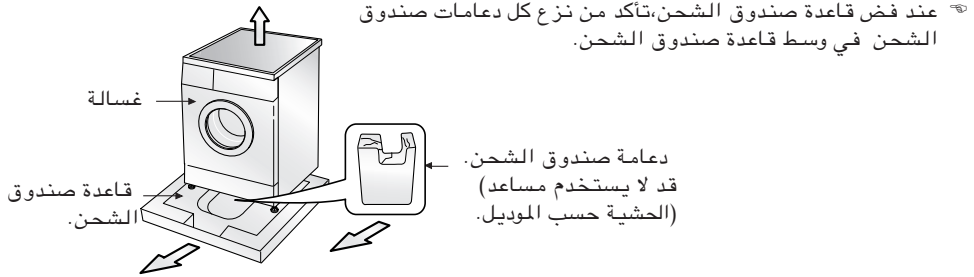 ☞ عند فض قاعدة صندوق الشحن،تأكد من نزع كل دعامات صندوق
الشحن في وسط قاعدة صندوق الشحن.
غسالة
دعامة صندوق الشحن.
قد لا يستخدم مساعد)
(الحشية حسب الموديل.
قاعدة صندوق
الشحن.